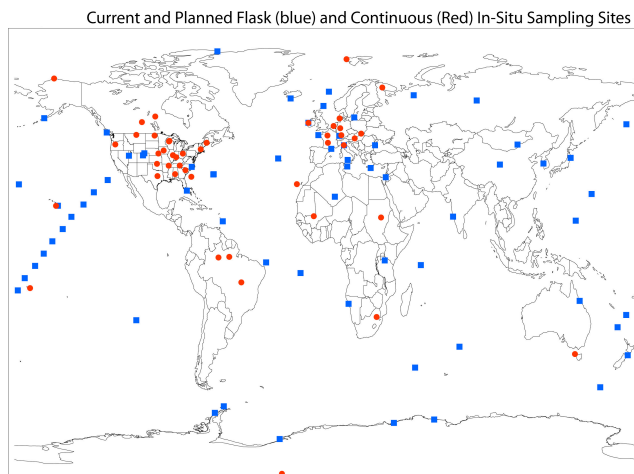 Current and Planned Flask (blue) and Continuous (Red) In-Situ Sampling Sites